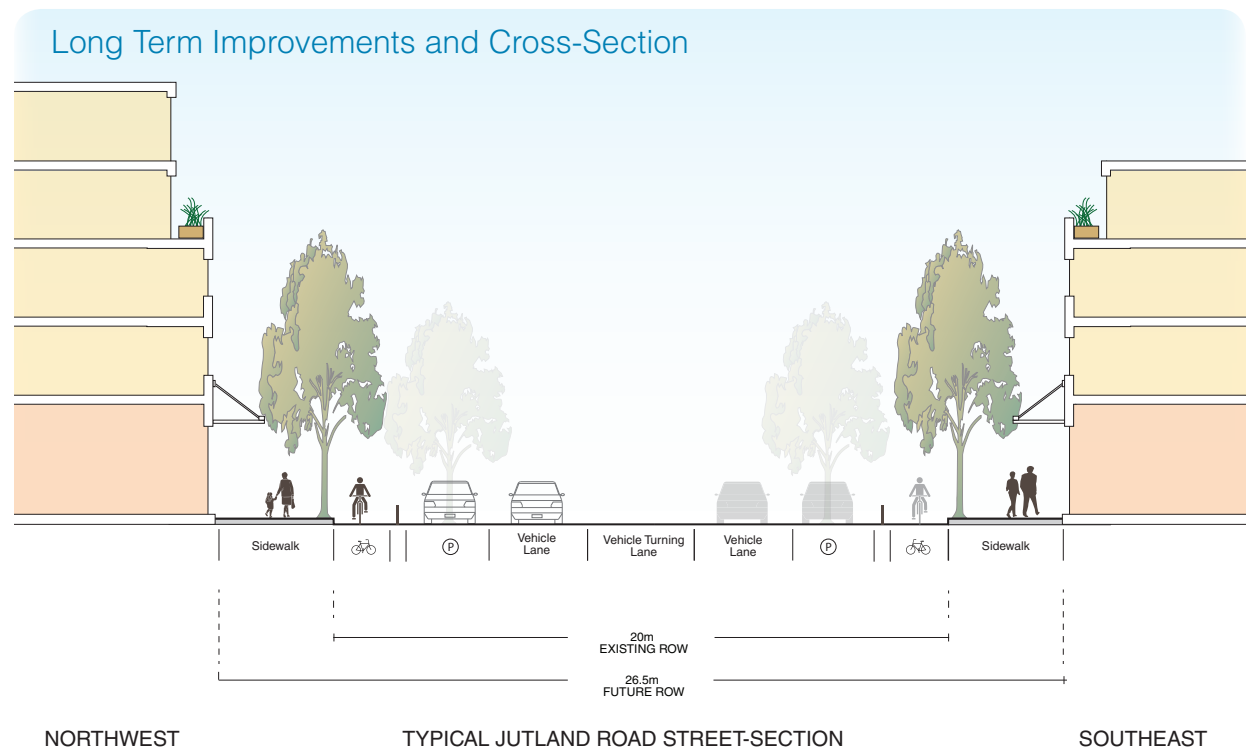 Long Term Improvements and Cross-Section
Sidewalk
P
Vehicle
Lane
Vehicle Turning
Lane
Vehicle
Lane
P
Sidewalk
20m
EXISTING ROW
26.5m
FUTURE ROW
NORTHWEST
TYPICAL JUTLAND ROAD STREET-SECTION
SOUTHEAST